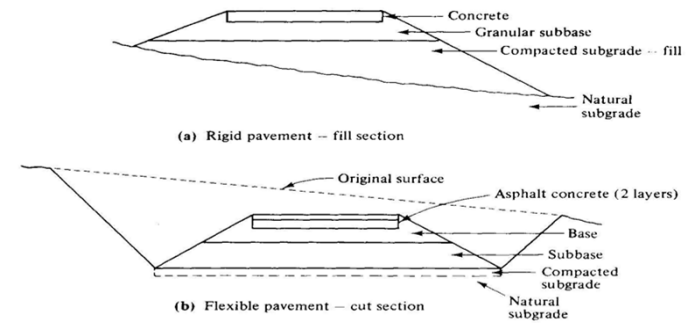 Concrete
Granular subbase
Compacted subgrade – fill
Natural
subgrade
(a) Rigid pavement – fill section
Original surface
Asphalt concrete (2 layers)
Base
Subbase
Compacted
subgrade
Natural
subgrade
(b) Flexible pavement – cut section